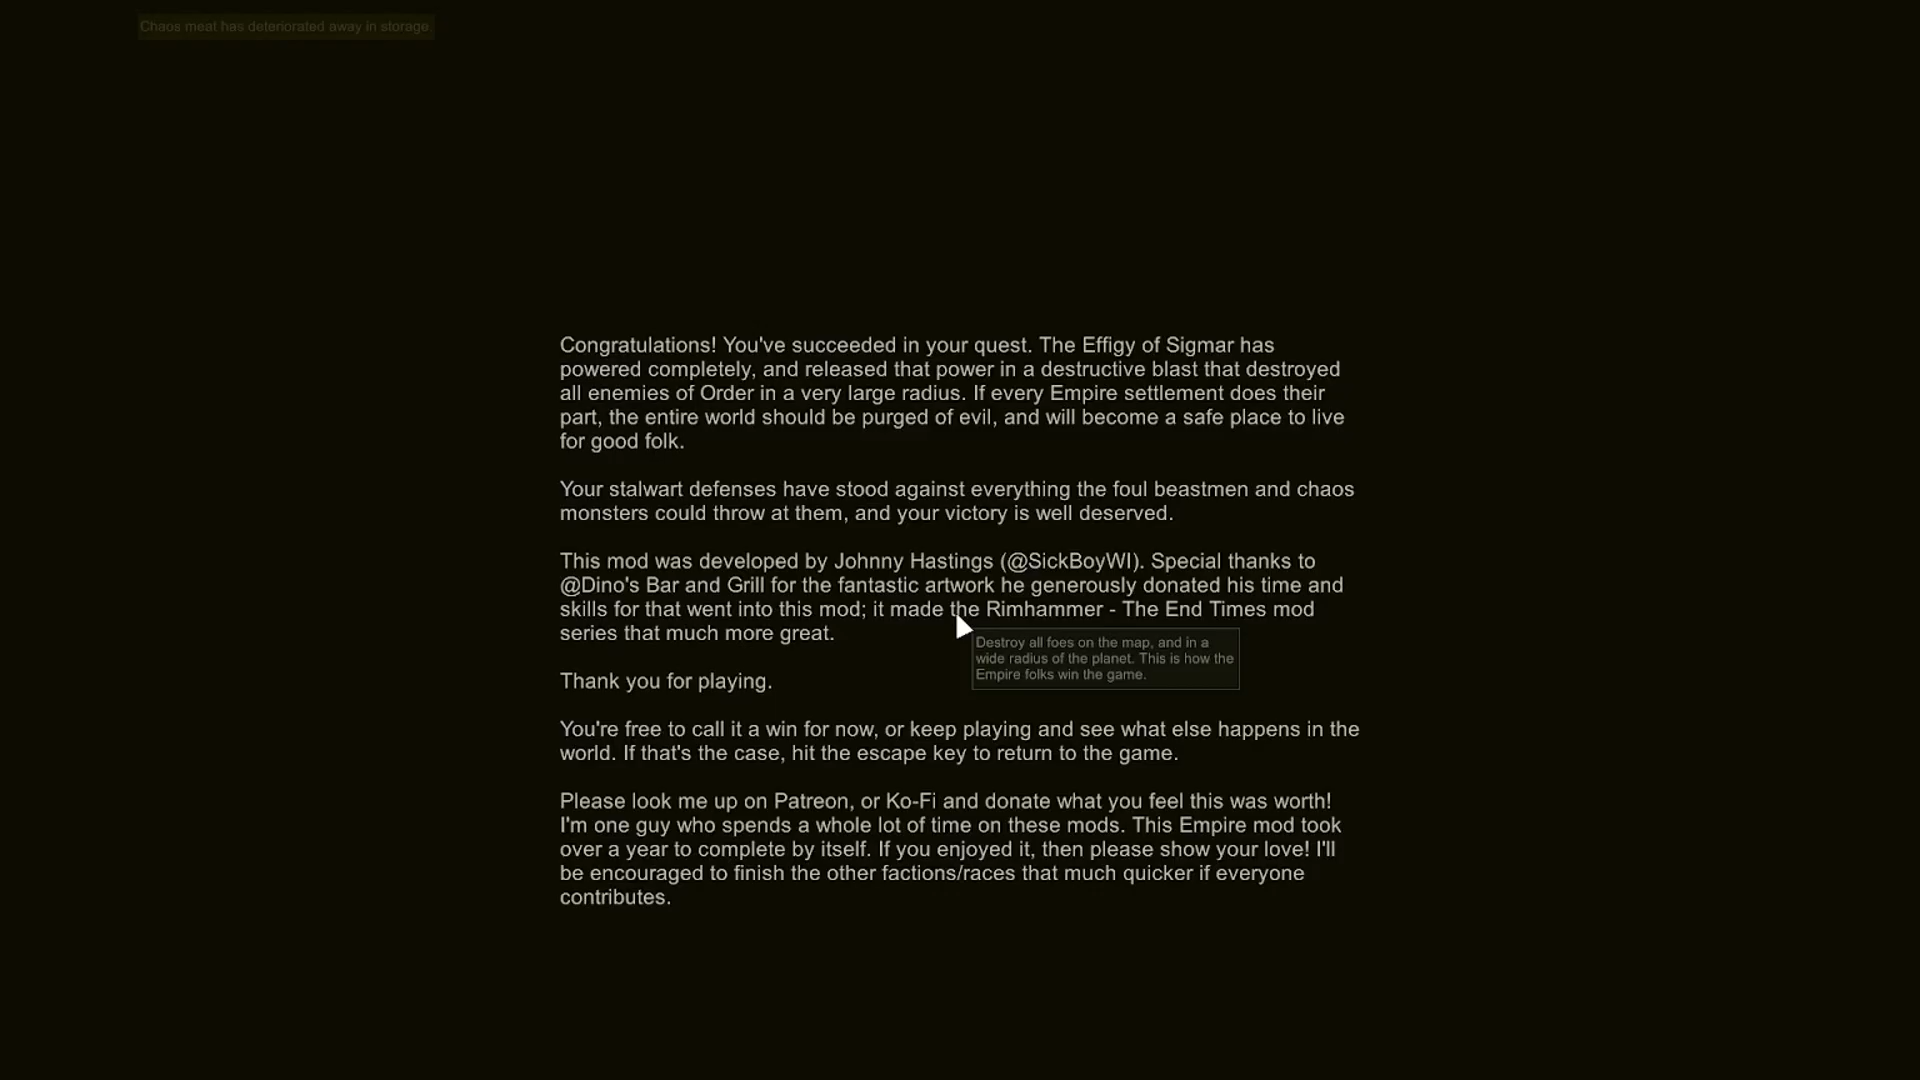 Chaos meat has deteriorated away in storage.
Congratulations! You've succeeded in your quest. The Effigy of Sigmar has
powered completely, and released that power in a destructive blast that destroyed
all enemies of Order in a very large radius. If every Empire settlement does their
part, the entire world should be purged of evil, and will become a safe place to live
for good folk.
Your stalwart defenses have stood against everything the foul beastmen and chaos
monsters could throw at them, and your victory is well deserved.
This mod was developed by Johnny Hastings (@SickBoyWI). Special thanks to
@Dino's Bar and Grill for the fantastic artwork he generously donated his time and
skills for that went into this mod; it made the Rimhammer - The End Times mod
series that much more great.
Destroy all foes on the map, and in a
wide radius of the planet. This is how the
Empire folks win the game.
Thank you for playing.
You're free to call it a win for now, or keep playing and see what else happens in the
world. If that's the case, hit the escape key to return to the game.
Please look me up on Patreon, or Ko-Fi and donate what you feel this was worth!
I'm one guy who spends a whole lot of time on these mods. This Empire mod took
over a year to complete by itself. If you enjoyed it, then please show your love! I'll
be encouraged to finish the other factions/races that much quicker if everyone
contributes.